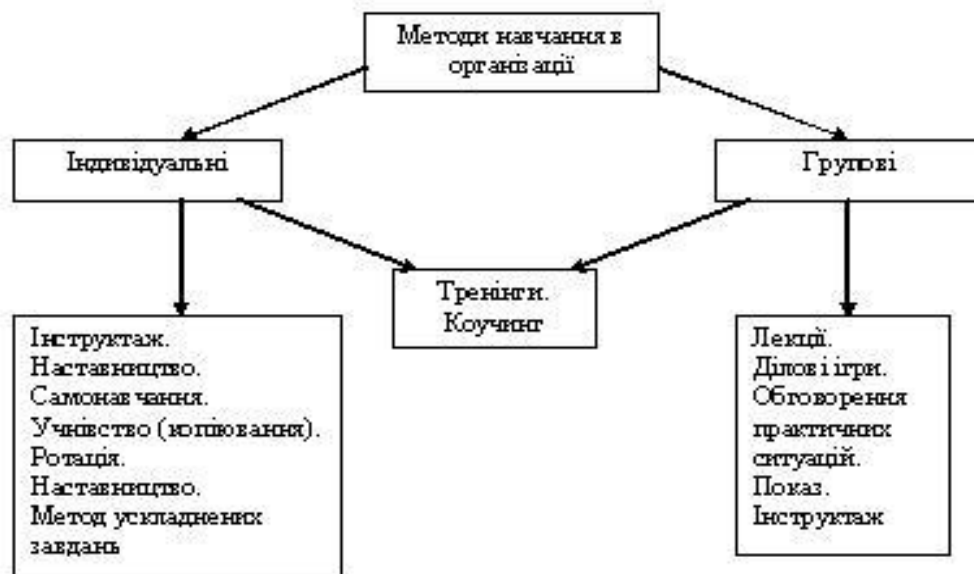 Методи навчання в
організації
Індивідуальні
Групові
Тренінги.
Коучинг
Інструктаж.
Наставництво.
Самонавчання.
Учнівство (копіювання).
Ротація.
Наставництво.
Метод ускладнених
завдань
Лекції.
Ділові ігри.
Обговорення
практичних
ситуацій.
Показ.
Інструктаж